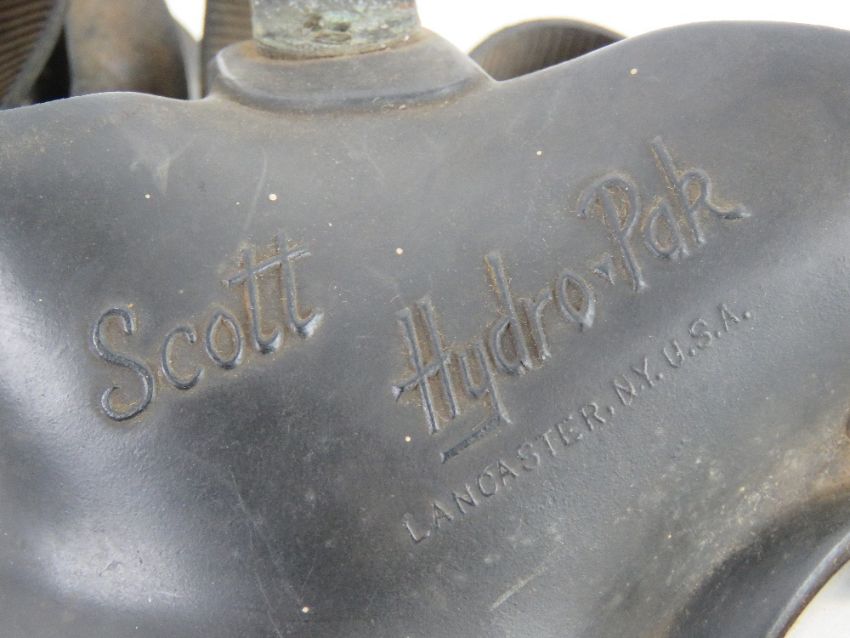 Scott Hydro-Pak
LANCASTER, N.Y. U.S.A.